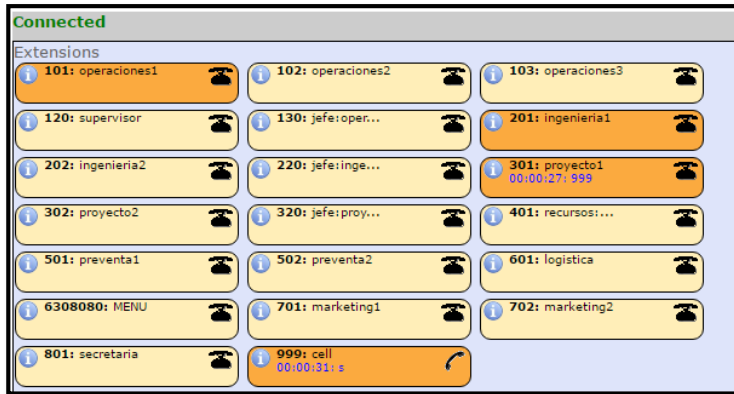 Connected
Extensions
101: operaciones1
102: operaciones2
103: operaciones3
120: supervisor
130: jefe:oper...
201: ingenieria1
202: ingenieria2
220: jefe:inge...
301: proyecto1
00:00:27: 999
302: proyecto2
320: jefe:proy...
401: recursos:...
501: preventa1
502: preventa2
601: logistica
6308080: MENU
701: marketing1
702: marketing2
801: secretaria
999: cell
00:00:31: s